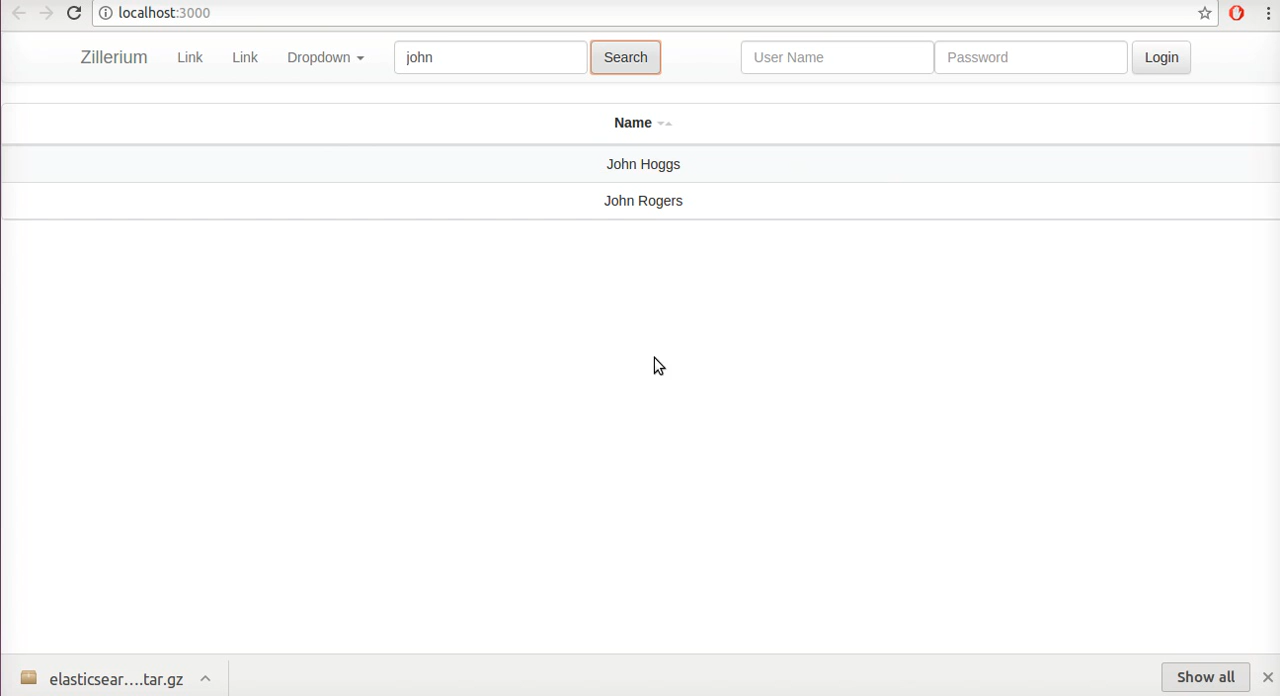 localhost:3000
Zillerium Link Link Dropdown john Search User Name Password Login
Name
John Hoggs
John Rogers
elasticsear....tar.gz Show all